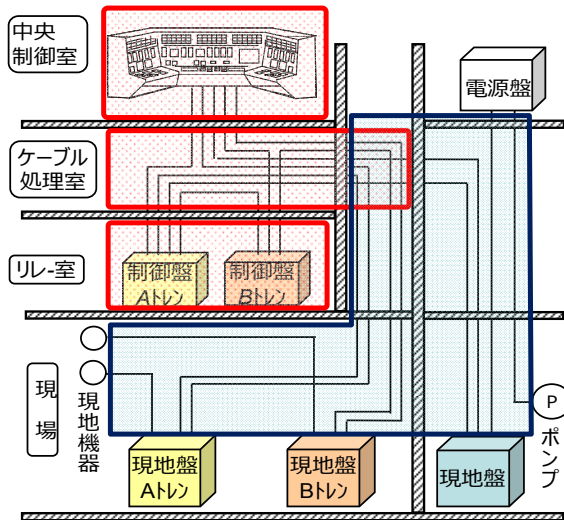 中央
制御室
電源盤
ケーブル
処理室
リレｰ室
制御盤
Aトレン
制御盤
Bトレン
現
場
現地機器
P
ポンプ
現地盤
Aトレン
現地盤
Bトレン
現地盤